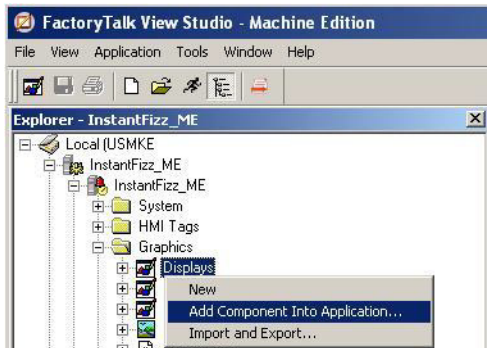 FactoryTalk View Studio - Machine Edition
File View Application Tools Window Help
Explorer - InstantFizz_ME
Local (USMKE
InstantFizz_ME
InstantFizz_ME
System
HMI Tags
Graphics
Displays
New
Add Component Into Application...
Import and Export...